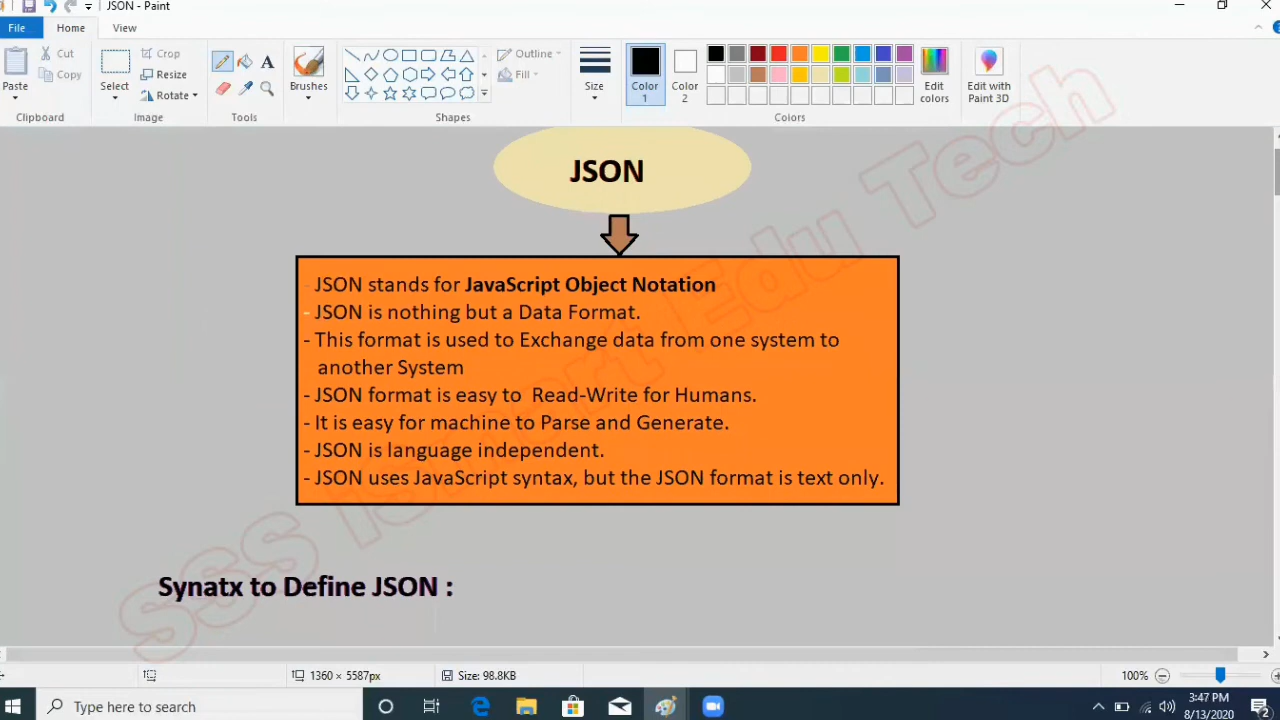 JSON - Paint
File Home View
Paste
Cut
Copy
Clipboard
Select
Crop
Resize
Rotate
Image
A
Tools
Brushes
Outline
Fill
Shapes
Size
Color 1
Color 2
Edit colors
Colors
Edit with Paint 3D
JSON
- JSON stands for JavaScript Object Notation
- JSON is nothing but a Data Format.
- This format is used to Exchange data from one system to
another System
- JSON format is easy to Read-Write for Humans.
- It is easy for machine to Parse and Generate.
- JSON is language independent.
- JSON uses JavaScript syntax, but the JSON format is text only.
Synatx to Define JSON :
SSS iSmart Edu Tech
1360 × 5587px
Size: 98.8KB
100%
Type here to search
3:47 PM
8/13/2020
2